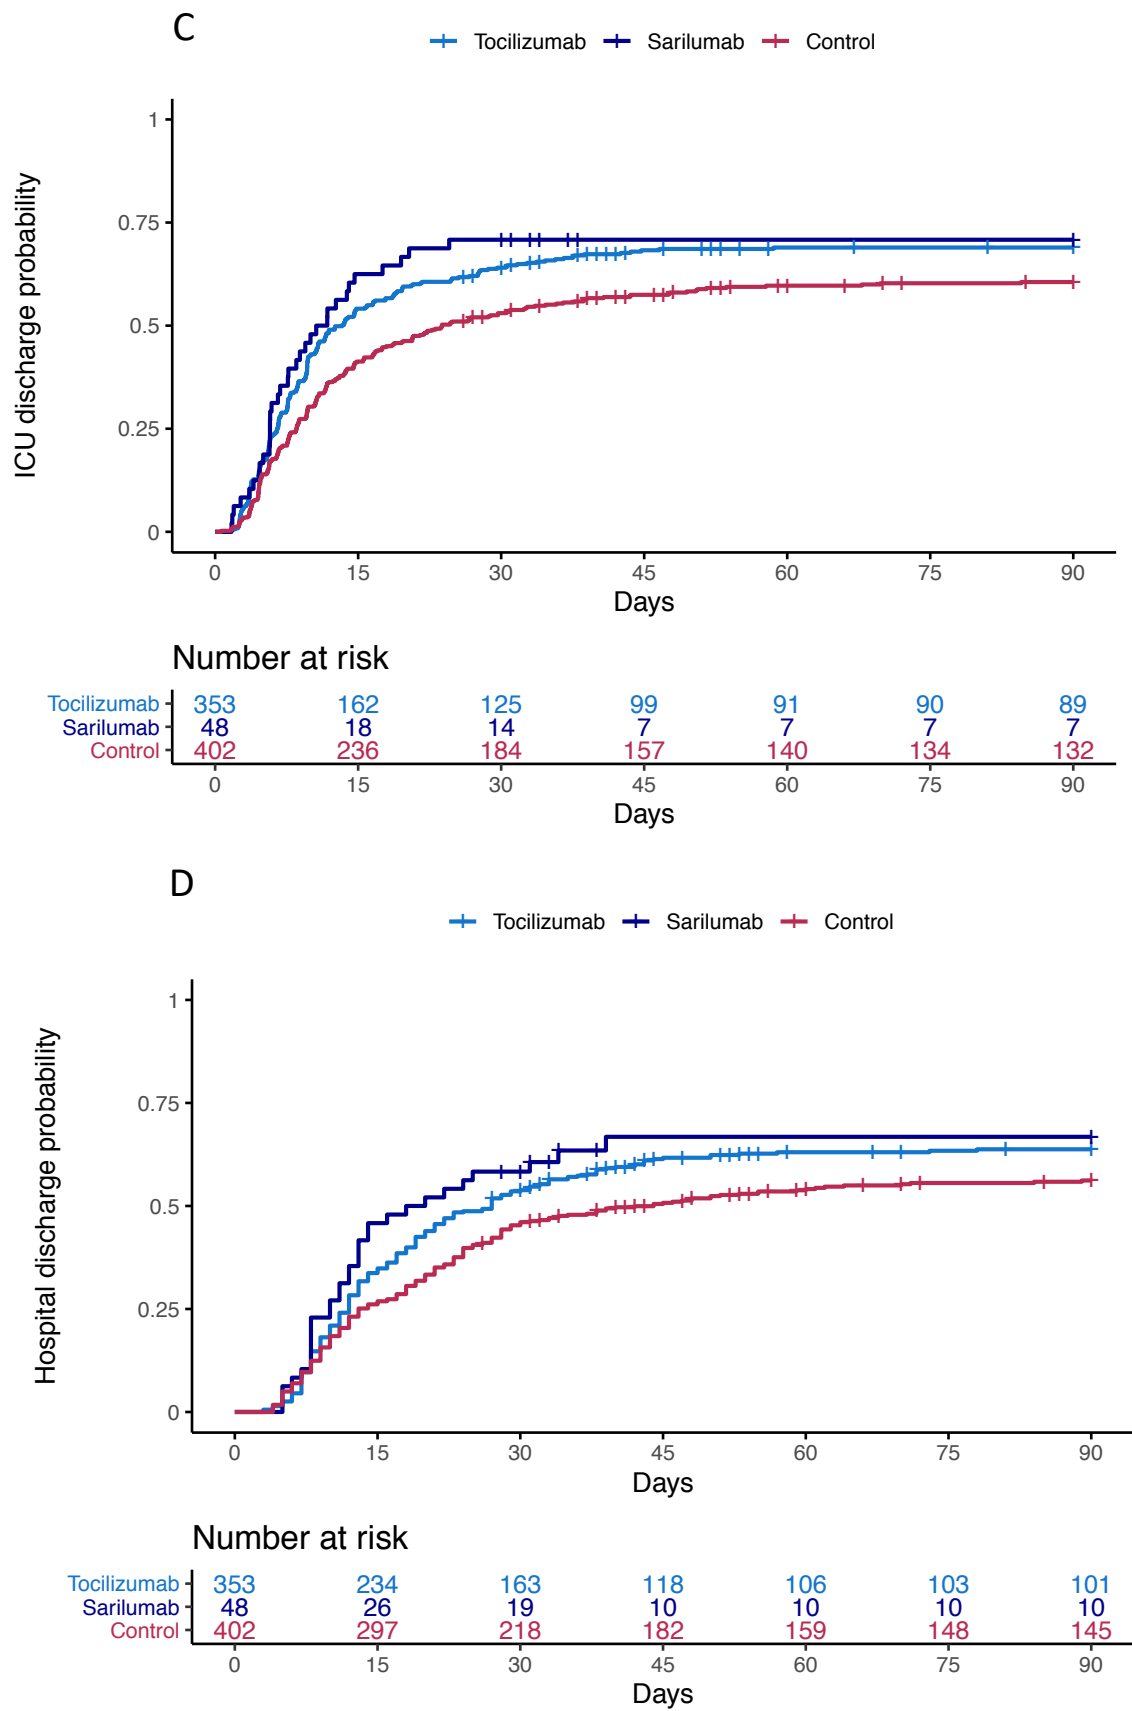 C
Tocilizumab Sarilumab Control
ICU discharge probability
1
0.75
0.5
0.25
0
0 15 30 45 60 75 90
Days
Number at risk
Tocilizumab 353 162 125 99 91 90 89
Sarilumab 48 18 14 7 7 7 7
Control 402 236 184 157 140 134 132
0 15 30 45 60 75 90
Days
D
Tocilizumab Sarilumab Control
Hospital discharge probability
1
0.75
0.5
0.25
0
0 15 30 45 60 75 90
Days
Number at risk
Tocilizumab 353 234 163 118 106 103 101
Sarilumab 48 26 19 10 10 10 10
Control 402 297 218 182 159 148 145
0 15 30 45 60 75 90
Days